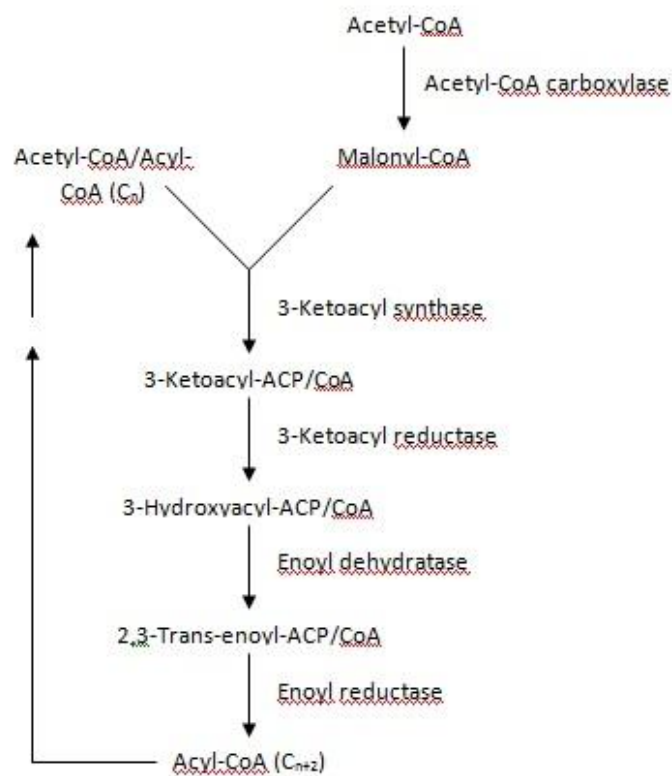 Acetyl-CoA
Acetyl-CoA carboxylase
Acetyl-CoA/Acyl-
CoA (Cₙ)
Malonyl-CoA
3-Ketoacyl synthase
3-Ketoacyl-ACP/CoA
3-Ketoacyl reductase
3-Hydroxyacyl-ACP/CoA
Enoyl dehydratase
2,3-Trans-enoyl-ACP/CoA
Enoyl reductase
Acyl-CoA (Cₙ₊₂)